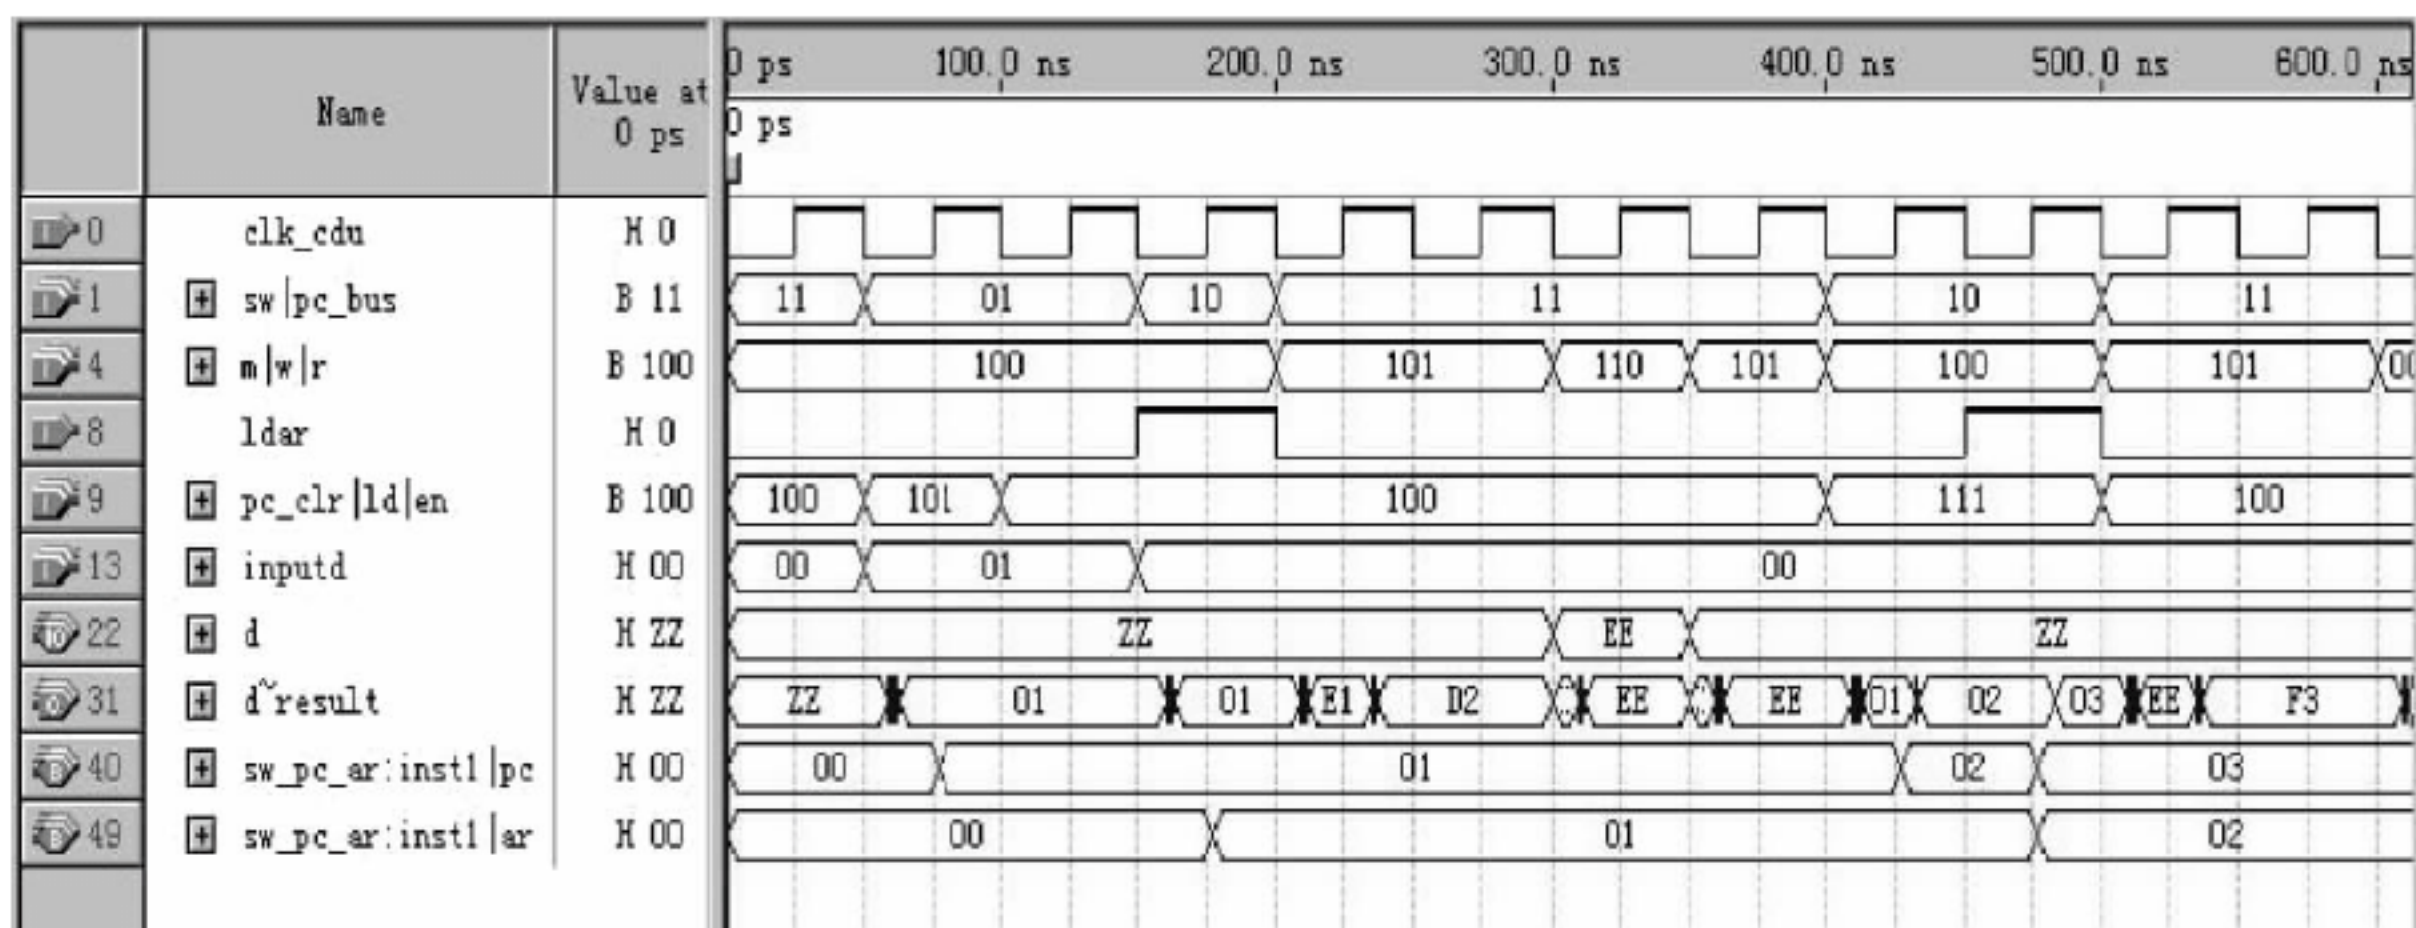 Name
Value at
0 ps
0 ps 100.0 ns 200.0 ns 300.0 ns 400.0 ns 500.0 ns 600.0 ns
0 ps
0 clk_cdu H 0
1 sw|pc_bus B 11 11 01 10 11 10 11
4 m|w|r B 100 100 101 110 101 100 101
8 ldar H 0
9 pc_clr|ld|en B 100 100 101 100 111 100
13 inputd H 00 00 01 00
22 d H ZZ ZZ EE ZZ
31 d~result H ZZ ZZ 01 01 E1 D2 EE EE 01 02 03 EE F3
40 sw_pc_ar:inst1|pc H 00 00 01 02 03
49 sw_pc_ar:inst1|ar H 00 00 01 02